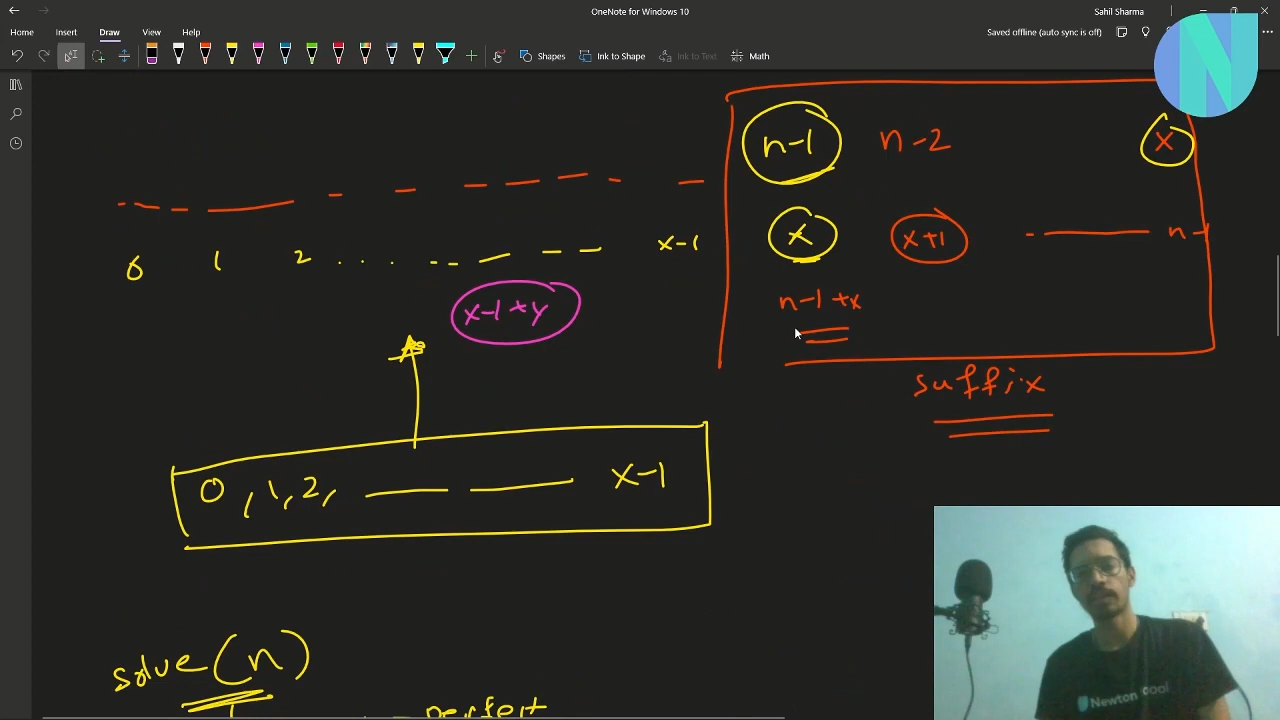 OneNote for Windows 10
Sahil Sharma
Home Insert Draw View Help
Saved offline (auto sync is off)
Shapes
Ink to Shape
Ink to Text
Math
n-1 n-2 x
0 1 2 x-1
x x+1 n-1
x-1+y
n-1+x
suffix
0, 1, 2, x-1
solve(n)
perfect
Newton